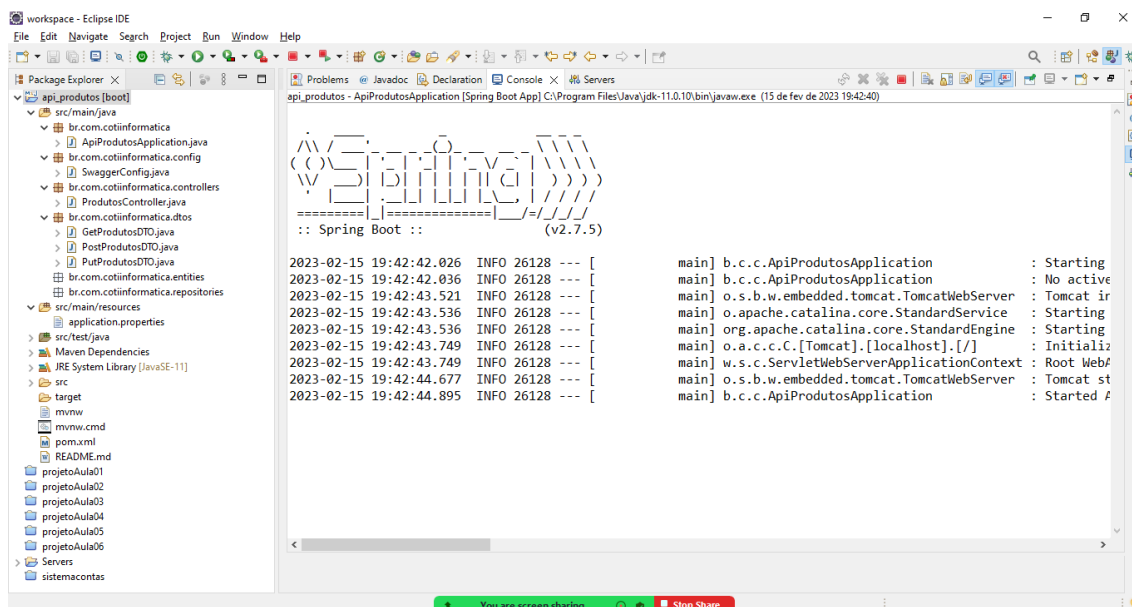 workspace - Eclipse IDE
File Edit Navigate Search Project Run Window Help
Package Explorer
api_produtos [boot]
src/main/java
br.com.cotiinformatica
ApiProdutosApplication.java
br.com.cotiinformatica.config
SwaggerConfig.java
br.com.cotiinformatica.controllers
ProdutosController.java
br.com.cotiinformatica.dtos
GetProdutosDTO.java
PostProdutosDTO.java
PutProdutosDTO.java
br.com.cotiinformatica.entities
br.com.cotiinformatica.repositories
src/main/resources
application.properties
src/test/java
Maven Dependencies
JRE System Library [JavaSE-11]
src
target
mvnw
mvnw.cmd
pom.xml
README.md
projetoAula01
projetoAula02
projetoAula03
projetoAula04
projetoAula05
projetoAula06
Servers
sistemacontas
Problems Javadoc Declaration Console Servers
api_produtos - ApiProdutosApplication [Spring Boot App] C:\Program Files\Java\jdk-11.0.10\bin\javaw.exe (15 de fev de 2023 19:42:40)
Spring
:: Spring Boot :: (v2.7.5)
2023-02-15 19:42:42.026 INFO 26128 --- [ main] b.c.c.ApiProdutosApplication : Starting
2023-02-15 19:42:42.036 INFO 26128 --- [ main] b.c.c.ApiProdutosApplication : No active
2023-02-15 19:42:43.521 INFO 26128 --- [ main] o.s.b.w.embedded.tomcat.TomcatWebServer : Tomcat in
2023-02-15 19:42:43.536 INFO 26128 --- [ main] o.apache.catalina.core.StandardService : Starting
2023-02-15 19:42:43.536 INFO 26128 --- [ main] org.apache.catalina.core.StandardEngine : Starting
2023-02-15 19:42:43.749 INFO 26128 --- [ main] o.a.c.c.C.[Tomcat].[localhost].[/] : Initializ
2023-02-15 19:42:43.749 INFO 26128 --- [ main] w.s.c.ServletWebServerApplicationContext : Root WebA
2023-02-15 19:42:44.677 INFO 26128 --- [ main] o.s.b.w.embedded.tomcat.TomcatWebServer : Tomcat st
2023-02-15 19:42:44.895 INFO 26128 --- [ main] b.c.c.ApiProdutosApplication : Started A
You are screen sharing Stop Share